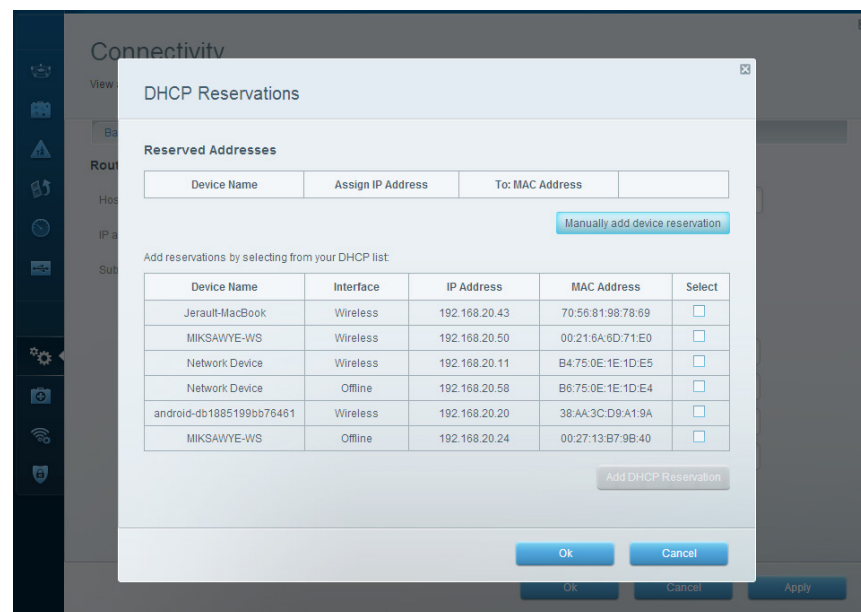 Connectivity
View
DHCP Reservations
Ba
Reserved Addresses
Rout
Device Name Assign IP Address To: MAC Address
Hos
Manually add device reservation
IP a
Add reservations by selecting from your DHCP list:
Sub
Device Name Interface IP Address MAC Address Select
Jerault-MacBook Wireless 192.168.20.43 70:56:81:98:78:69
MIKSAWYE-WS Wireless 192.168.20.50 00:21:6A:6D:71:E0
Network Device Wireless 192.168.20.11 B4:75:0E:1E:1D:E5
Network Device Offline 192.168.20.58 B6:75:0E:1E:1D:E4
android-db1885199bb76461 Wireless 192.168.20.20 38:AA:3C:D9:A1:9A
MIKSAWYE-WS Offline 192.168.20.24 00:27:13:B7:9B:40
Add DHCP Reservation
Ok Cancel
Ok Cancel Apply